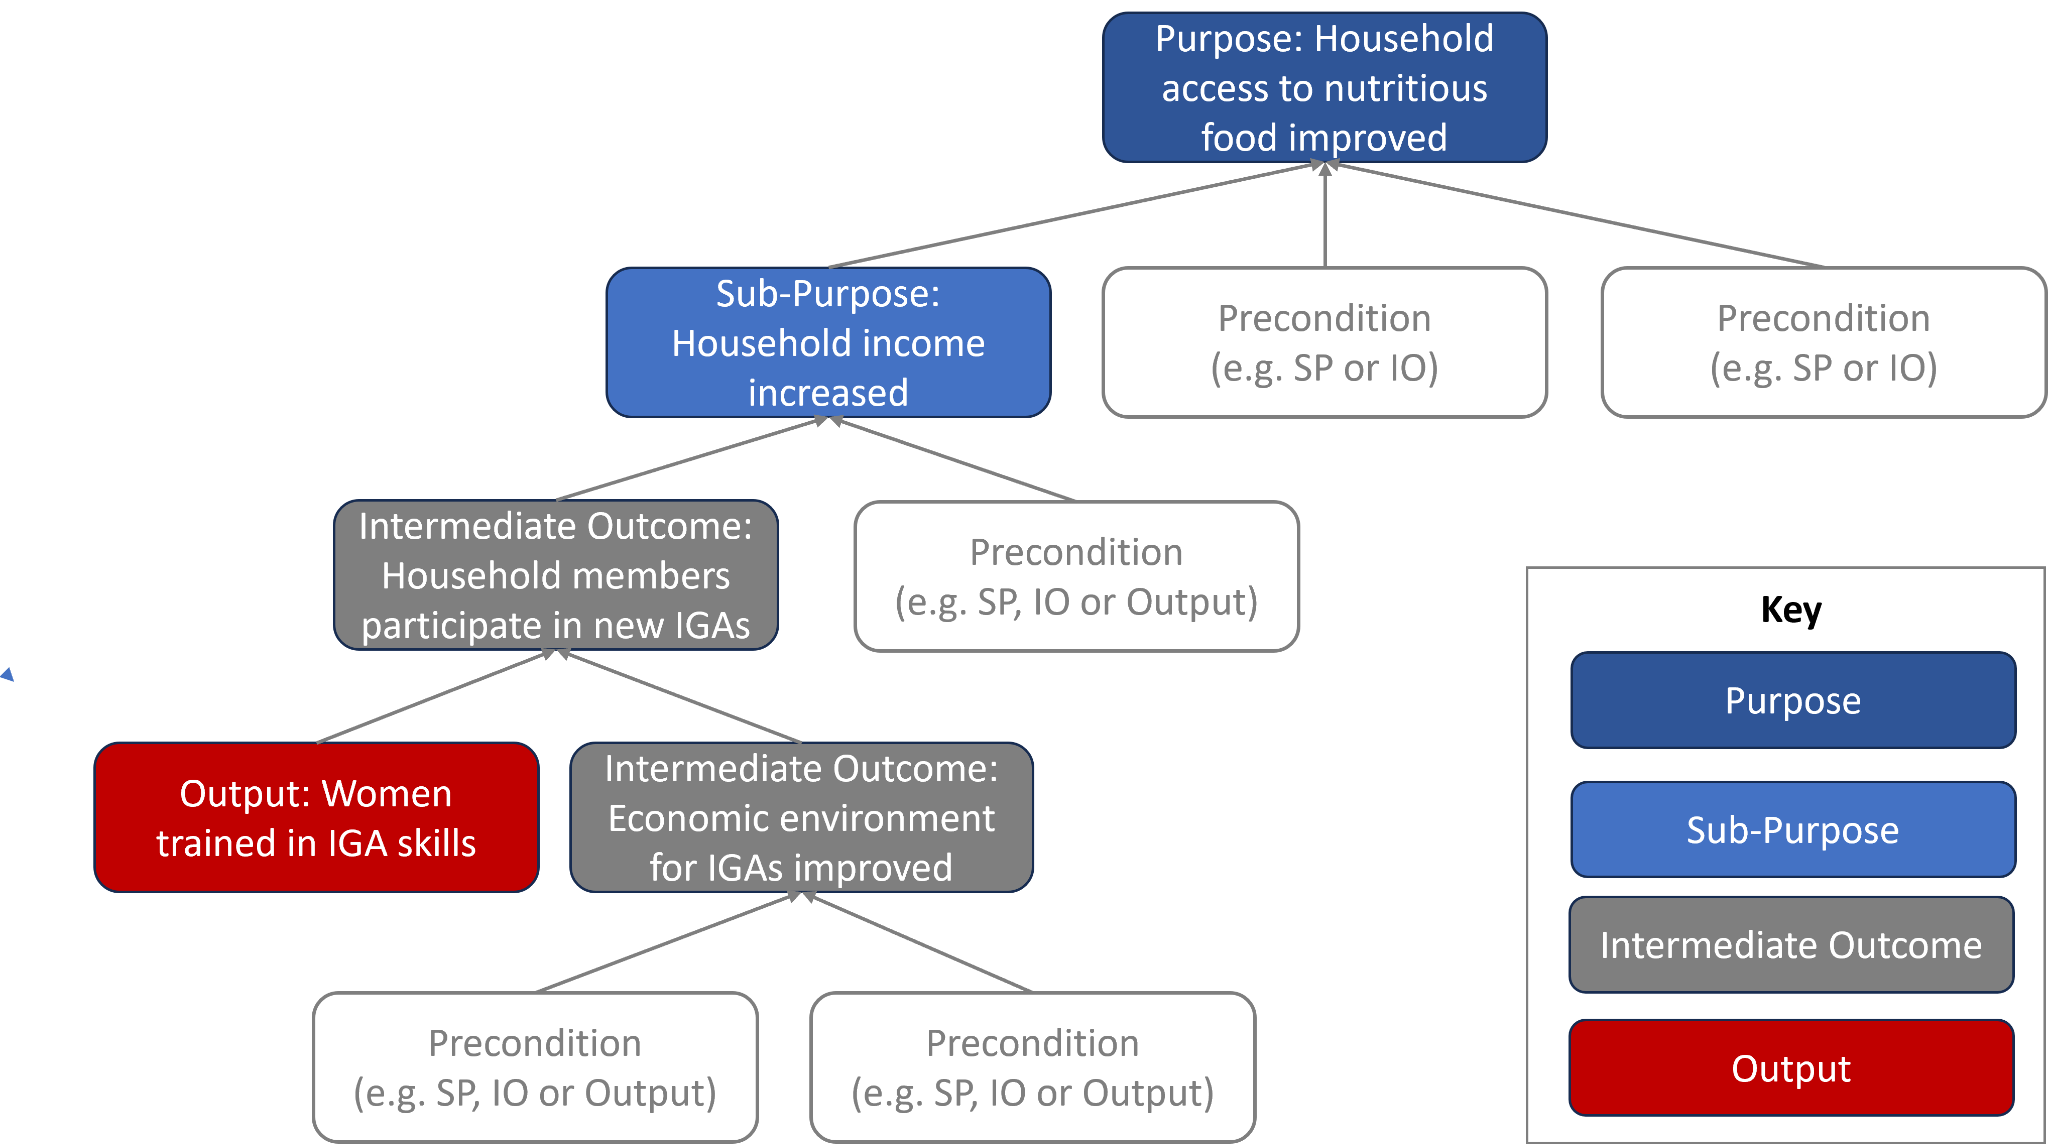 Purpose: Household
access to nutritious
food improved
Sub-Purpose:
Household income
increased
Precondition
(e.g. SP or IO)
Precondition
(e.g. SP or IO)
Intermediate Outcome:
Household members
participate in new IGAs
Precondition
(e.g. SP, IO or Output)
Output: Women
trained in IGA skills
Intermediate Outcome:
Economic environment
for IGAs improved
Precondition
(e.g. SP, IO or Output)
Precondition
(e.g. SP, IO or Output)
Key
Purpose
Sub-Purpose
Intermediate Outcome
Output